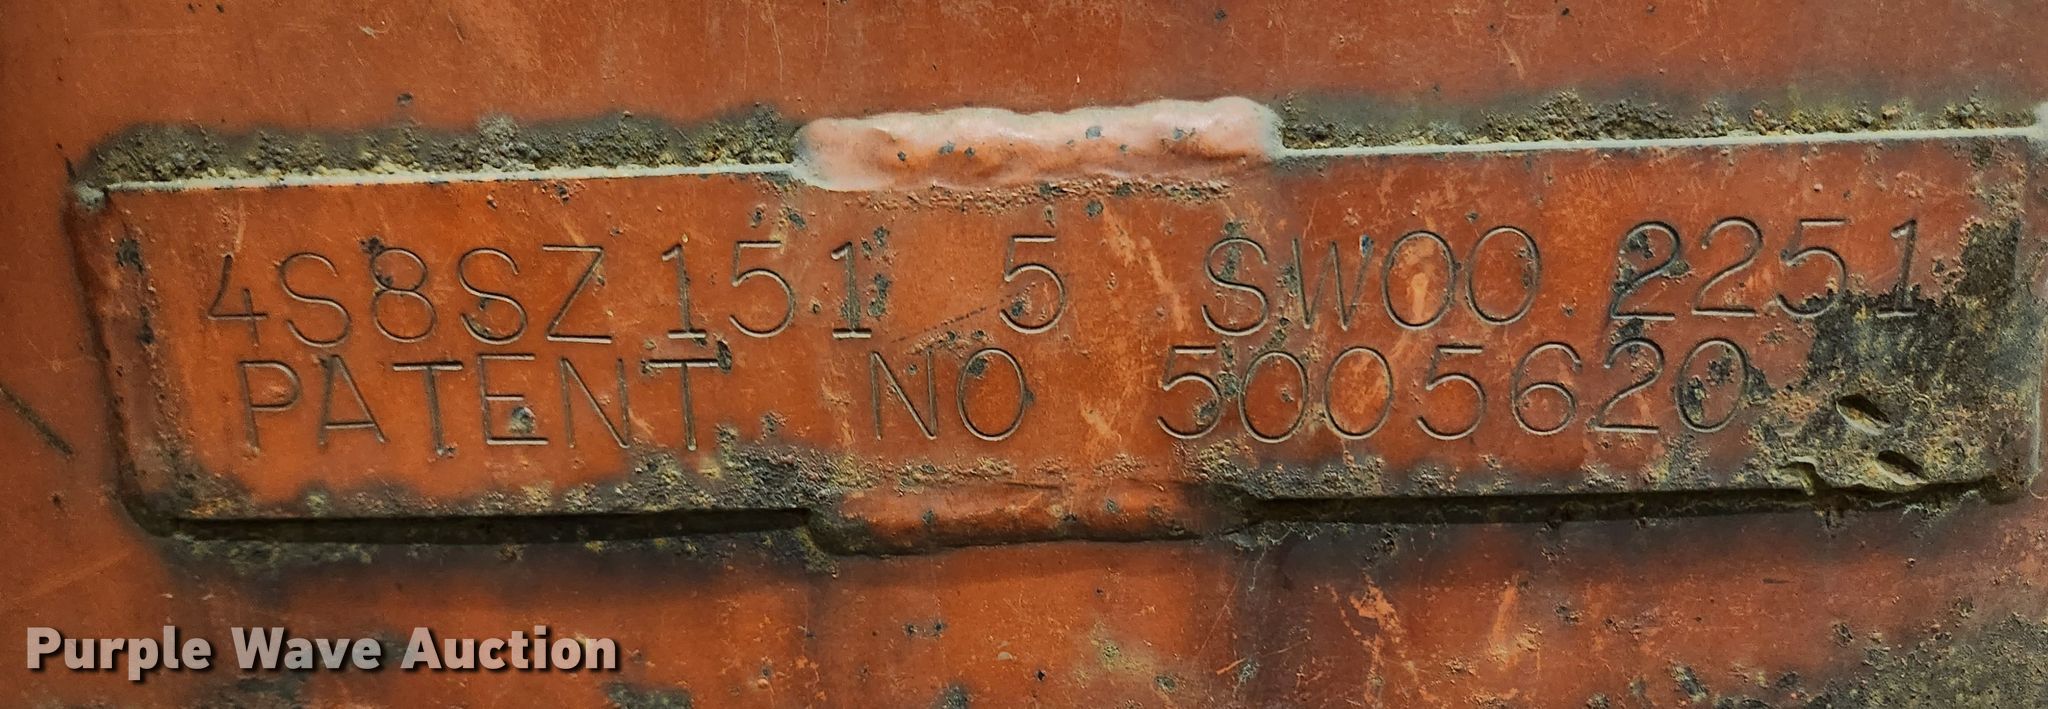 4S8SZ151 5 SW00 2251
PATENT NO 5005620
Purple Wave Auction